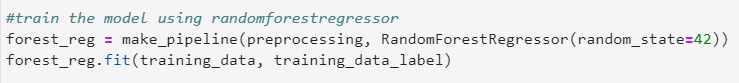 #train the model using randomforestregressor
forest_reg = make_pipeline(preprocessing, RandomForestRegressor(random_state=42))
forest_reg.fit(training_data, training_data_label)